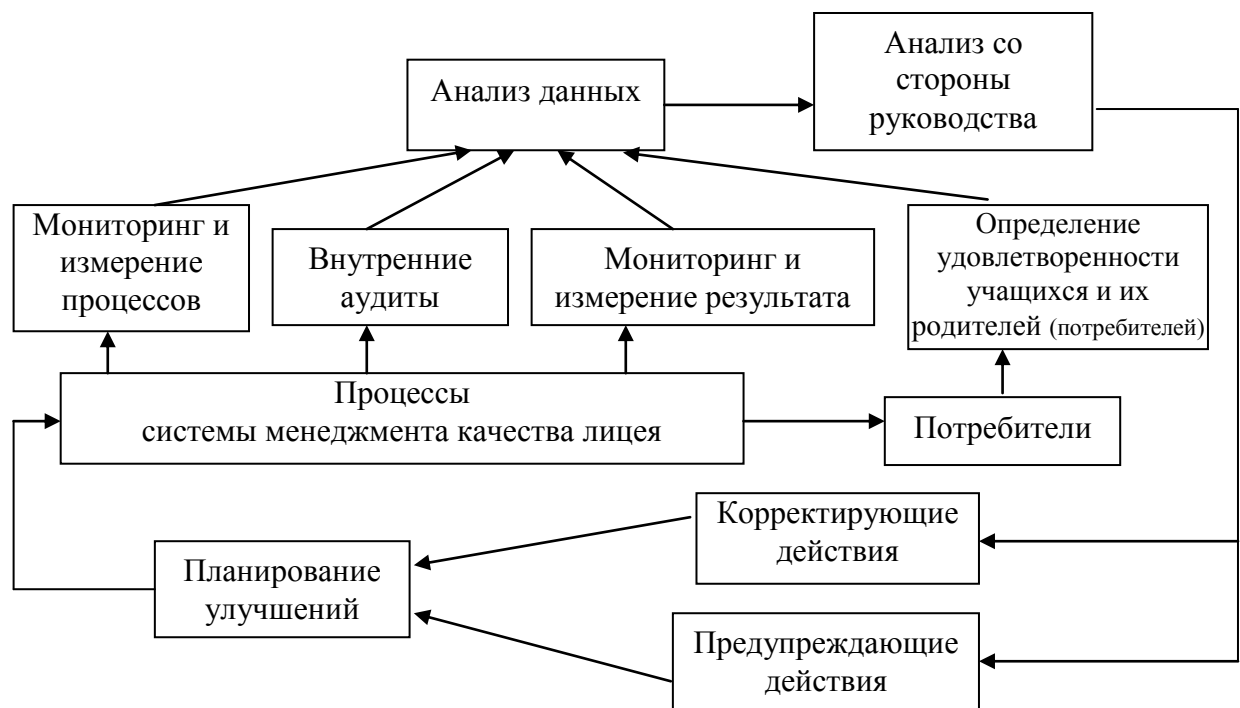 Анализ данных
Анализ со
стороны
руководства
Мониторинг и
измерение
процессов
Внутренние
аудиты
Мониторинг и
измерение результата
Определение
удовлетворенности
учащихся и их
родителей (потребителей)
Процессы
системы менеджмента качества лицея
Потребители
Корректирующие
действия
Планирование
улучшений
Предупреждающие
действия